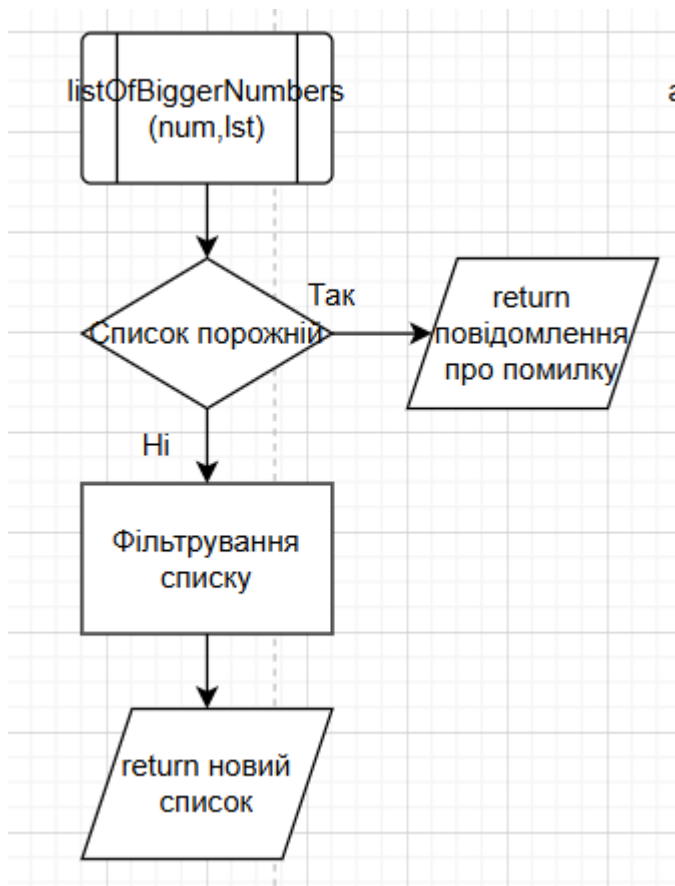 listOfBiggerNumbers
(num,lst)
Список порожній
Так
return
повідомлення
про помилку
Ні
Фільтрування
списку
return новий
список